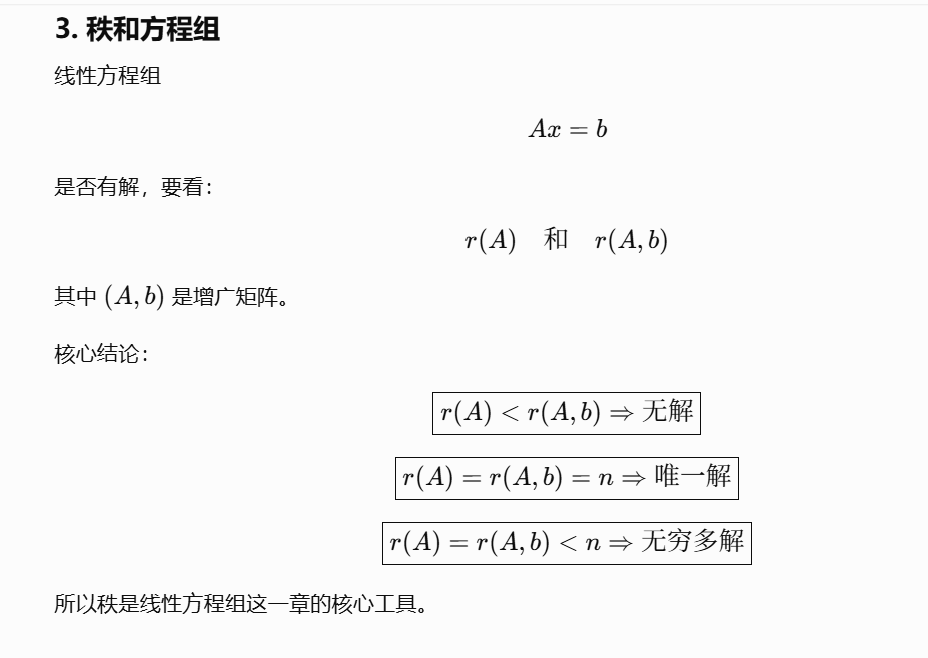 3. 秩和方程组
线性方程组
Ax = b
是否有解，要看：
r(A) 和 r(A, b)
其中 (A, b) 是增广矩阵。
核心结论：
r(A) < r(A, b) ⇒ 无解
r(A) = r(A, b) = n ⇒ 唯一解
r(A) = r(A, b) < n ⇒ 无穷多解
所以秩是线性方程组这一章的核心工具。